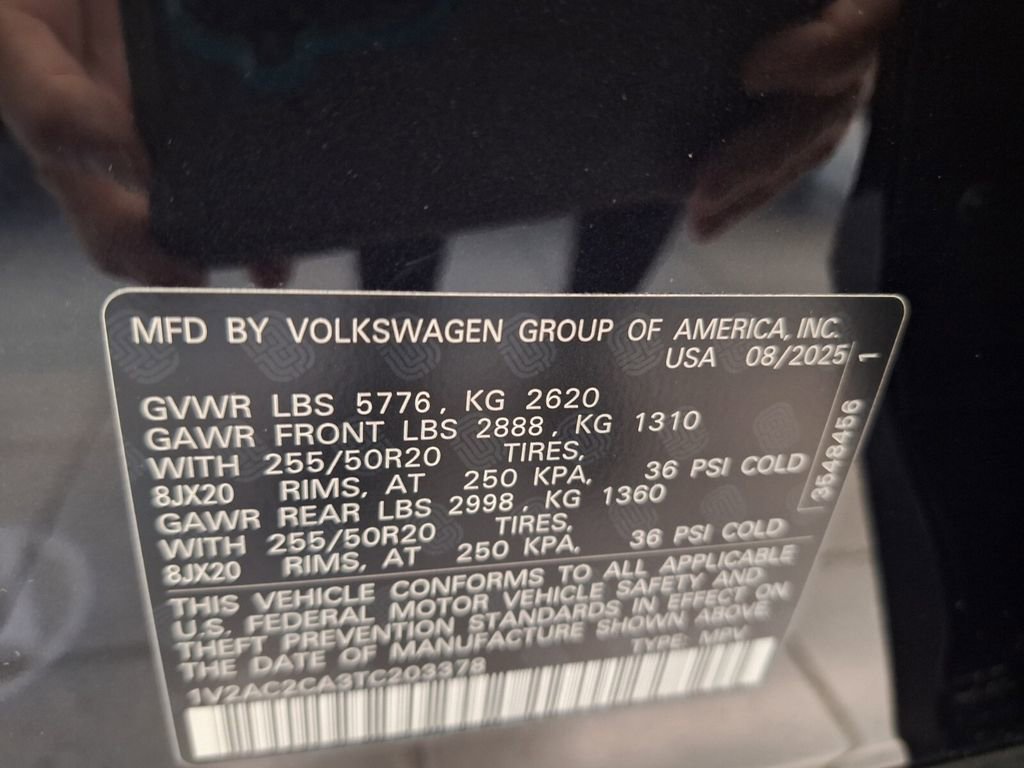 MFD BY VOLKSWAGEN GROUP OF AMERICA, INC.
USA 08/2025
GVWR LBS 5776, KG 2620
GAWR FRONT LBS 2888, KG 1310
WITH 255/50R20 TIRES,
8JX20 RIMS, AT 250 KPA, 36 PSI COLD
GAWR REAR LBS 2998, KG 1360
WITH 255/50R20 TIRES,
8JX20 RIMS, AT 250 KPA, 36 PSI COLD
THIS VEHICLE CONFORMS TO ALL APPLICABLE
U.S. FEDERAL MOTOR VEHICLE SAFETY AND
THEFT PREVENTION STANDARDS IN EFFECT ON
THE DATE OF MANUFACTURE SHOWN ABOVE.
1V2AC2CA3TC203378 TYPE: MPV
3548456 1